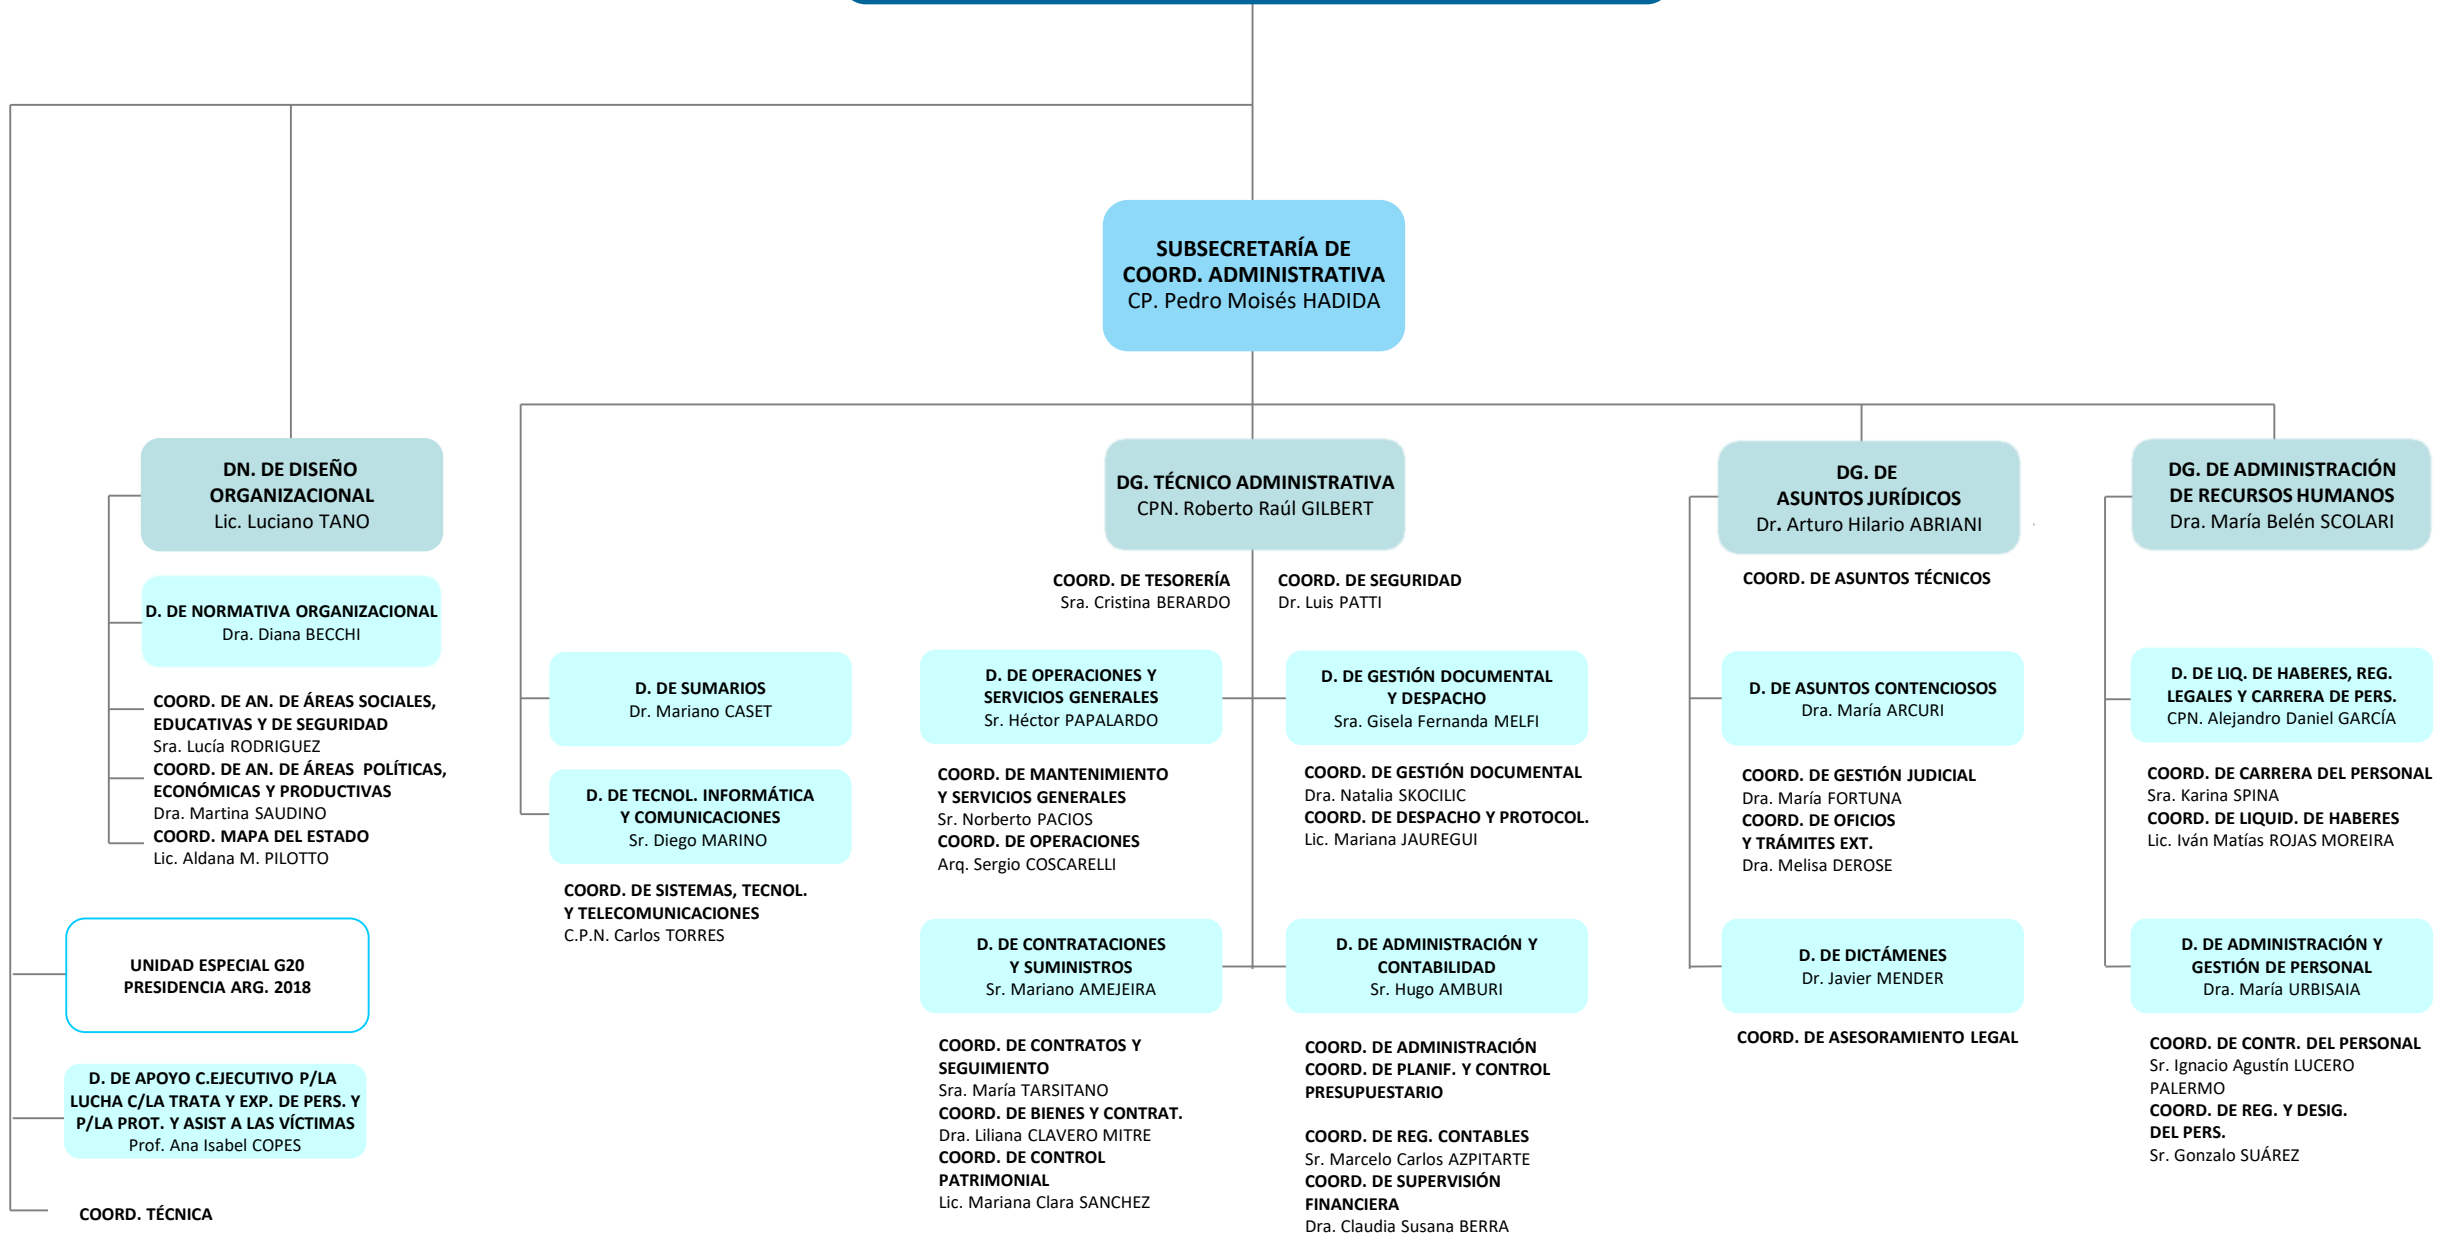 SUBSECRETARÍA DE
COORD. ADMINISTRATIVA
CP. Pedro Moisés HADIDA
DN. DE DISEÑO
ORGANIZACIONAL
Lic. Luciano TANO
D. DE NORMATIVA ORGANIZACIONAL
Dra. Diana BECCHI
COORD. DE AN. DE ÁREAS SOCIALES,
EDUCATIVAS Y DE SEGURIDAD
Sra. Lucía RODRIGUEZ
COORD. DE AN. DE ÁREAS POLÍTICAS,
ECONÓMICAS Y PRODUCTIVAS
Dra. Martina SAUDINO
COORD. MAPA DEL ESTADO
Lic. Aldana M. PILOTTO
UNIDAD ESPECIAL G20
PRESIDENCIA ARG. 2018
D. DE APOYO C.EJECUTIVO P/LA
LUCHA C/LA TRATA Y EXP. DE PERS. Y
P/LA PROT. Y ASIST A LAS VÍCTIMAS
Prof. Ana Isabel COPES
COORD. TÉCNICA
D. DE SUMARIOS
Dr. Mariano CASET
D. DE TECNOL. INFORMÁTICA
Y COMUNICACIONES
Sr. Diego MARINO
COORD. DE SISTEMAS, TECNOL.
Y TELECOMUNICACIONES
C.P.N. Carlos TORRES
DG. TÉCNICO ADMINISTRATIVA
CPN. Roberto Raúl GILBERT
COORD. DE TESORERÍA
Sra. Cristina BERARDO
COORD. DE SEGURIDAD
Dr. Luis PATTI
D. DE OPERACIONES Y
SERVICIOS GENERALES
Sr. Héctor PAPALARDO
COORD. DE MANTENIMIENTO
Y SERVICIOS GENERALES
Sr. Norberto PACIOS
COORD. DE OPERACIONES
Arq. Sergio COSCARELLI
D. DE GESTIÓN DOCUMENTAL
Y DESPACHO
Sra. Gisela Fernanda MELFI
COORD. DE GESTIÓN DOCUMENTAL
Dra. Natalia SKOCILIC
COORD. DE DESPACHO Y PROTOCOL.
Lic. Mariana JAUREGUI
D. DE CONTRATACIONES
Y SUMINISTROS
Sr. Mariano AMEJEIRA
COORD. DE CONTRATOS Y
SEGUIMIENTO
Sra. María TARSITANO
COORD. DE BIENES Y CONTRAT.
Dra. Liliana CLAVERO MITRE
COORD. DE CONTROL
PATRIMONIAL
Lic. Mariana Clara SANCHEZ
D. DE ADMINISTRACIÓN Y
CONTABILIDAD
Sr. Hugo AMBURI
COORD. DE ADMINISTRACIÓN
COORD. DE PLANIF. Y CONTROL
PRESUPUESTARIO
COORD. DE REG. CONTABLES
Sr. Marcelo Carlos AZPITARTE
COORD. DE SUPERVISIÓN
FINANCIERA
Dra. Claudia Susana BERRA
DG. DE
ASUNTOS JURÍDICOS
Dr. Arturo Hilario ABRIANI
COORD. DE ASUNTOS TÉCNICOS
D. DE ASUNTOS CONTENCIOSOS
Dra. María ARCURI
COORD. DE GESTIÓN JUDICIAL
Dra. María FORTUNA
COORD. DE OFICIOS
Y TRÁMITES EXT.
Dra. Melisa DEROSE
D. DE DICTÁMENES
Dr. Javier MENDER
COORD. DE ASESORAMIENTO LEGAL
DG. DE ADMINISTRACIÓN
DE RECURSOS HUMANOS
Dra. María Belén SCOLARI
D. DE LIQ. DE HABERES, REG.
LEGALES Y CARRERA DE PERS.
CPN. Alejandro Daniel GARCÍA
COORD. DE CARRERA DEL PERSONAL
Sra. Karina SPINA
COORD. DE LIQUID. DE HABERES
Lic. Iván Matías ROJAS MOREIRA
D. DE ADMINISTRACIÓN Y
GESTIÓN DE PERSONAL
Dra. María URBISAIA
COORD. DE CONTR. DEL PERSONAL
Sr. Ignacio Agustín LUCERO
PALERMO
COORD. DE REG. Y DESIG.
DEL PERS.
Sr. Gonzalo SUÁREZ